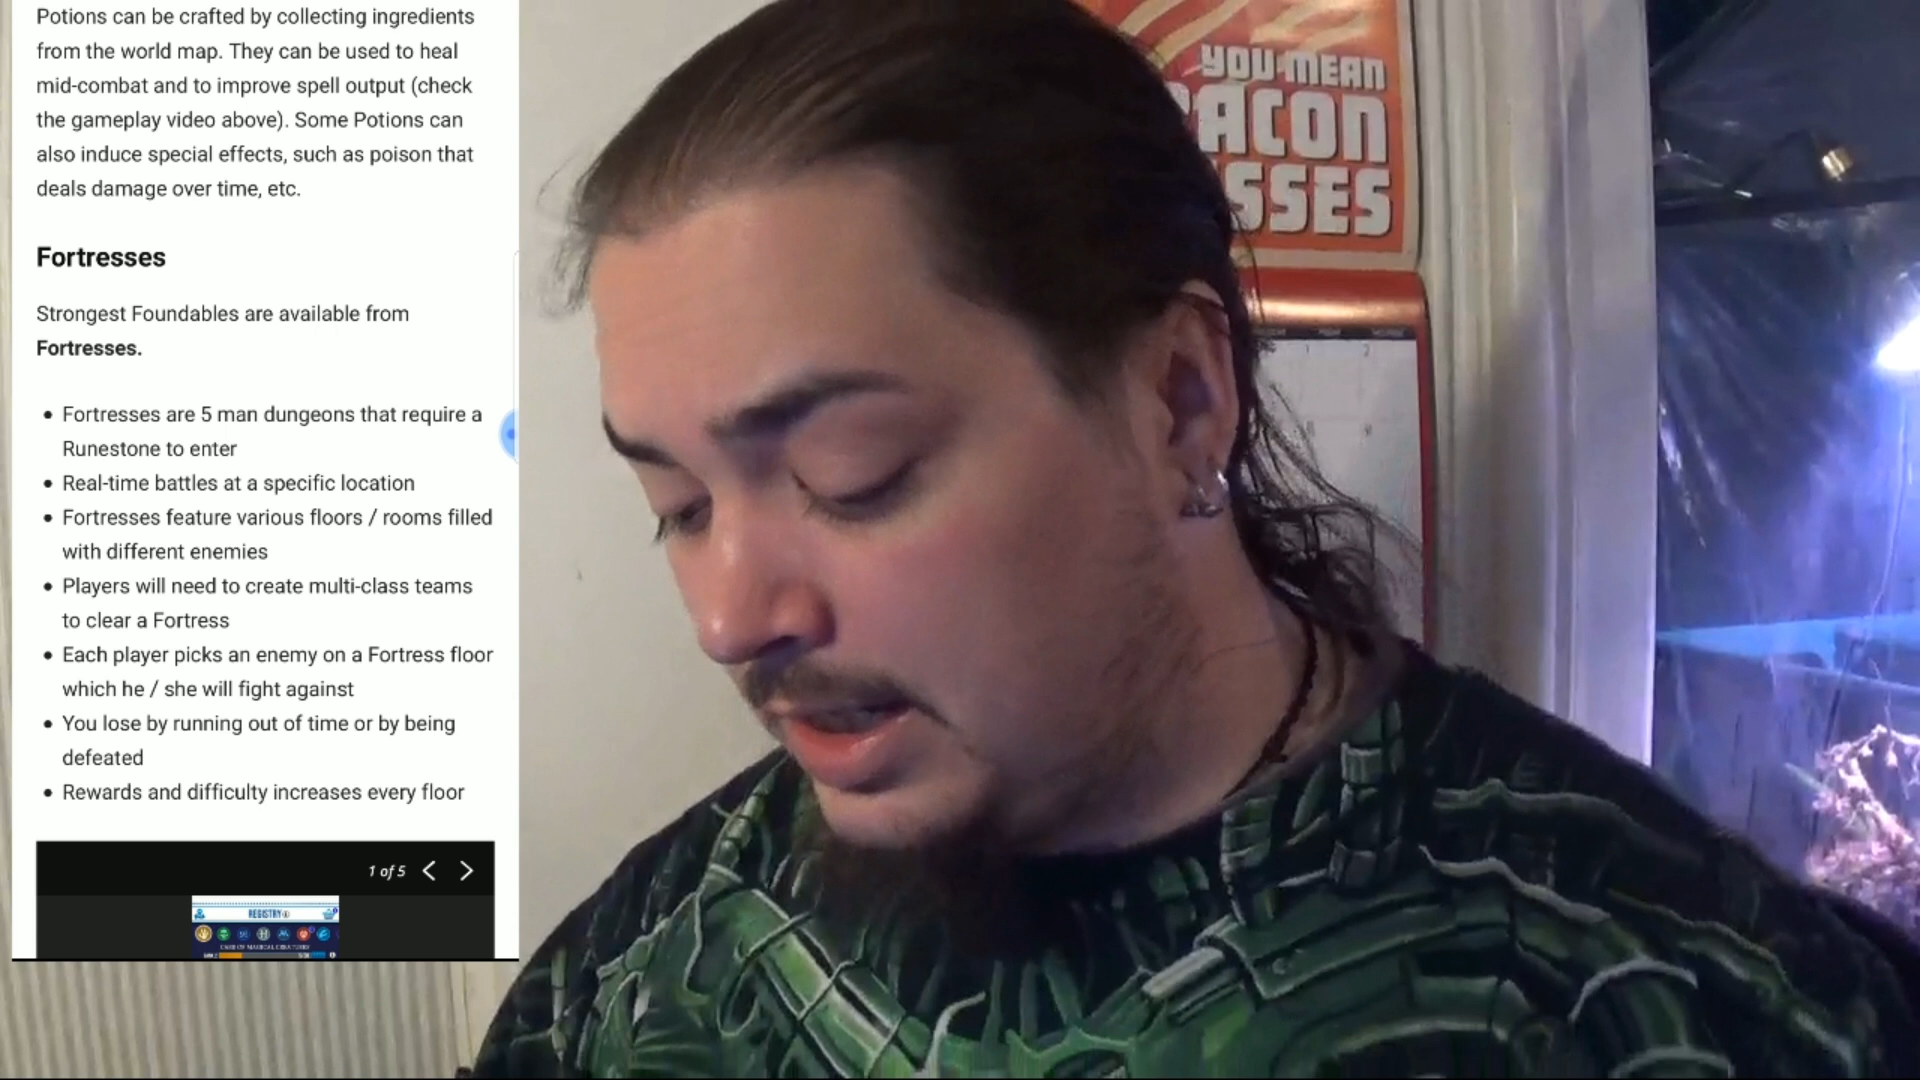 Potions can be crafted by collecting ingredients
from the world map. They can be used to heal
mid-combat and to improve spell output (check
the gameplay video above). Some Potions can
also induce special effects, such as poison that
deals damage over time, etc.
Fortresses
Strongest Foundables are available from
Fortresses.
• Fortresses are 5 man dungeons that require a
Runestone to enter
• Real-time battles at a specific location
• Fortresses feature various floors / rooms filled
with different enemies
• Players will need to create multi-class teams
to clear a Fortress
• Each player picks an enemy on a Fortress floor
which he / she will fight against
• You lose by running out of time or by being
defeated
• Rewards and difficulty increases every floor
1 of 5
REGISTRY
CARE OF MAGICAL CREATURES
YOU MEAN
ACON
SSES
1 2